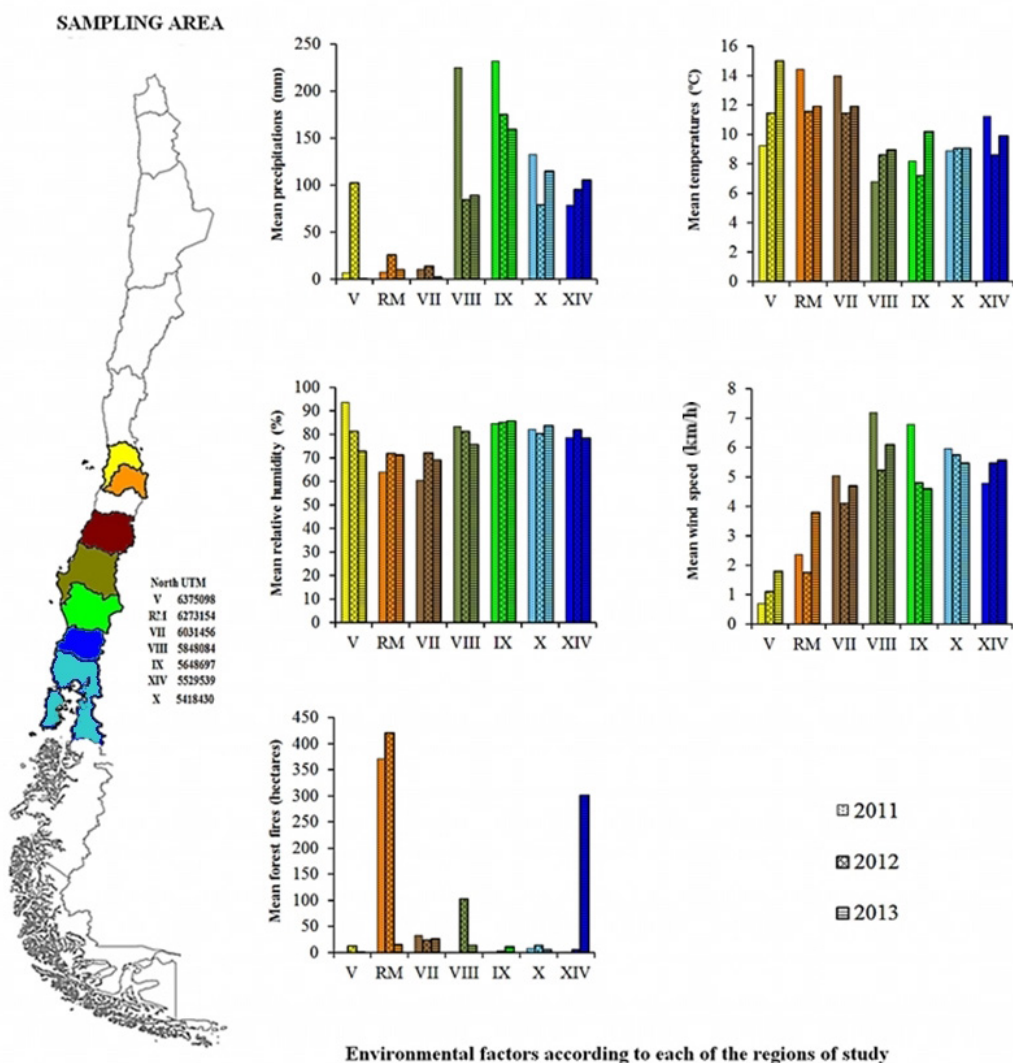 SAMPLING AREA
Mean precipitations (mm)
250
200
150
100
50
0
V RM VII VIII IX X XIV
Mean temperatures (°C)
16
14
12
10
8
6
4
2
0
V RM VII VIII IX X XIV
Mean relative humidity (%)
100
90
80
70
60
50
40
30
20
10
0
V RM VII VIII IX X XIV
Mean wind speed (km/h)
8
7
6
5
4
3
2
1
0
V RM VII VIII IX X XIV
North UTM
V 6375098
RM 6273154
VII 6031456
VIII 5848084
IX 5648697
XIV 5529539
X 5418430
Mean forest fires (hectares)
450
400
350
300
250
200
150
100
50
0
V RM VII VIII IX X XIV
2011
2012
2013
Environmental factors according to each of the regions of study